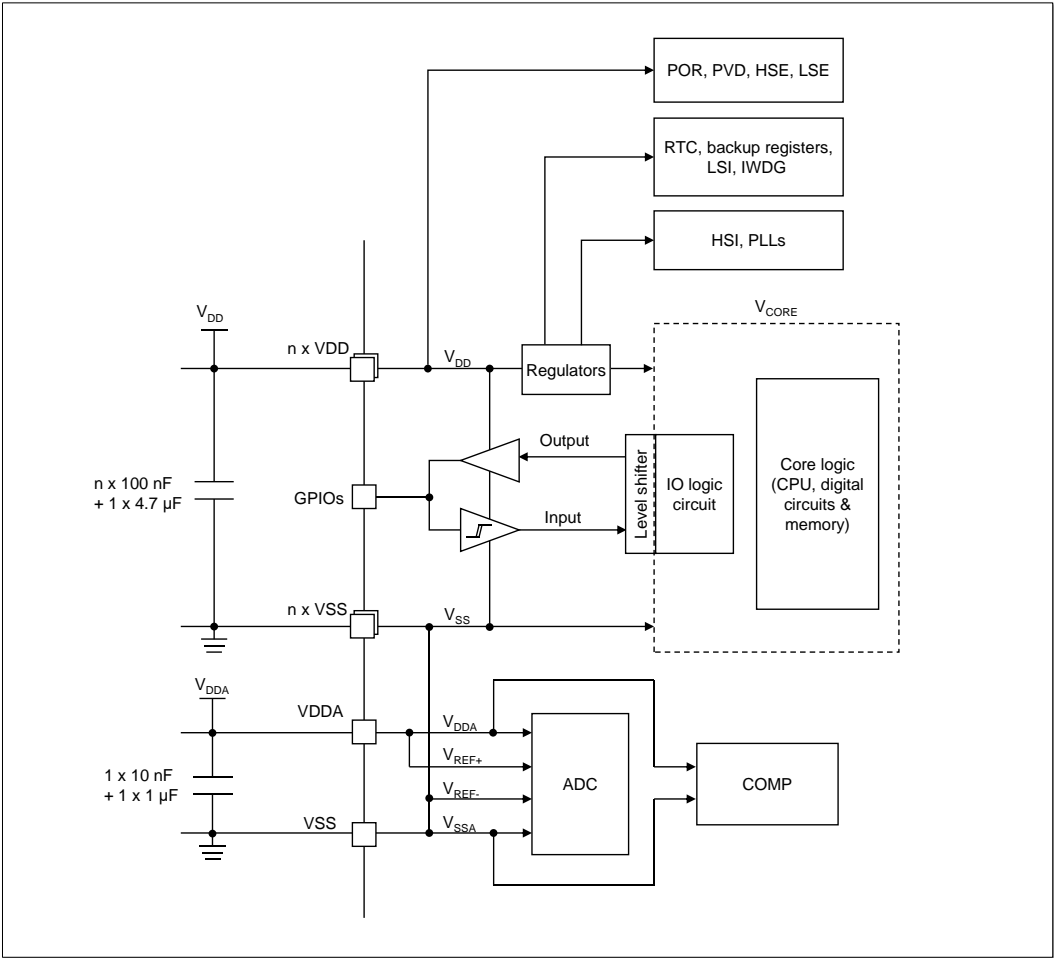 POR, PVD, HSE, LSE
RTC, backup registers,
LSI, IWDG
HSI, PLLs
VDD
n x VDD
VDD
Regulators
VCORE
n x 100 nF
+ 1 x 4.7 µF
GPIOs
Output
Input
Level shifter
IO logic
circuit
Core logic
(CPU, digital
circuits &
memory)
n x VSS
VSS
VDDA
VDDA
VDDA
VREF+
VREF-
VSSA
1 x 10 nF
+ 1 x 1 µF
VSS
ADC
COMP